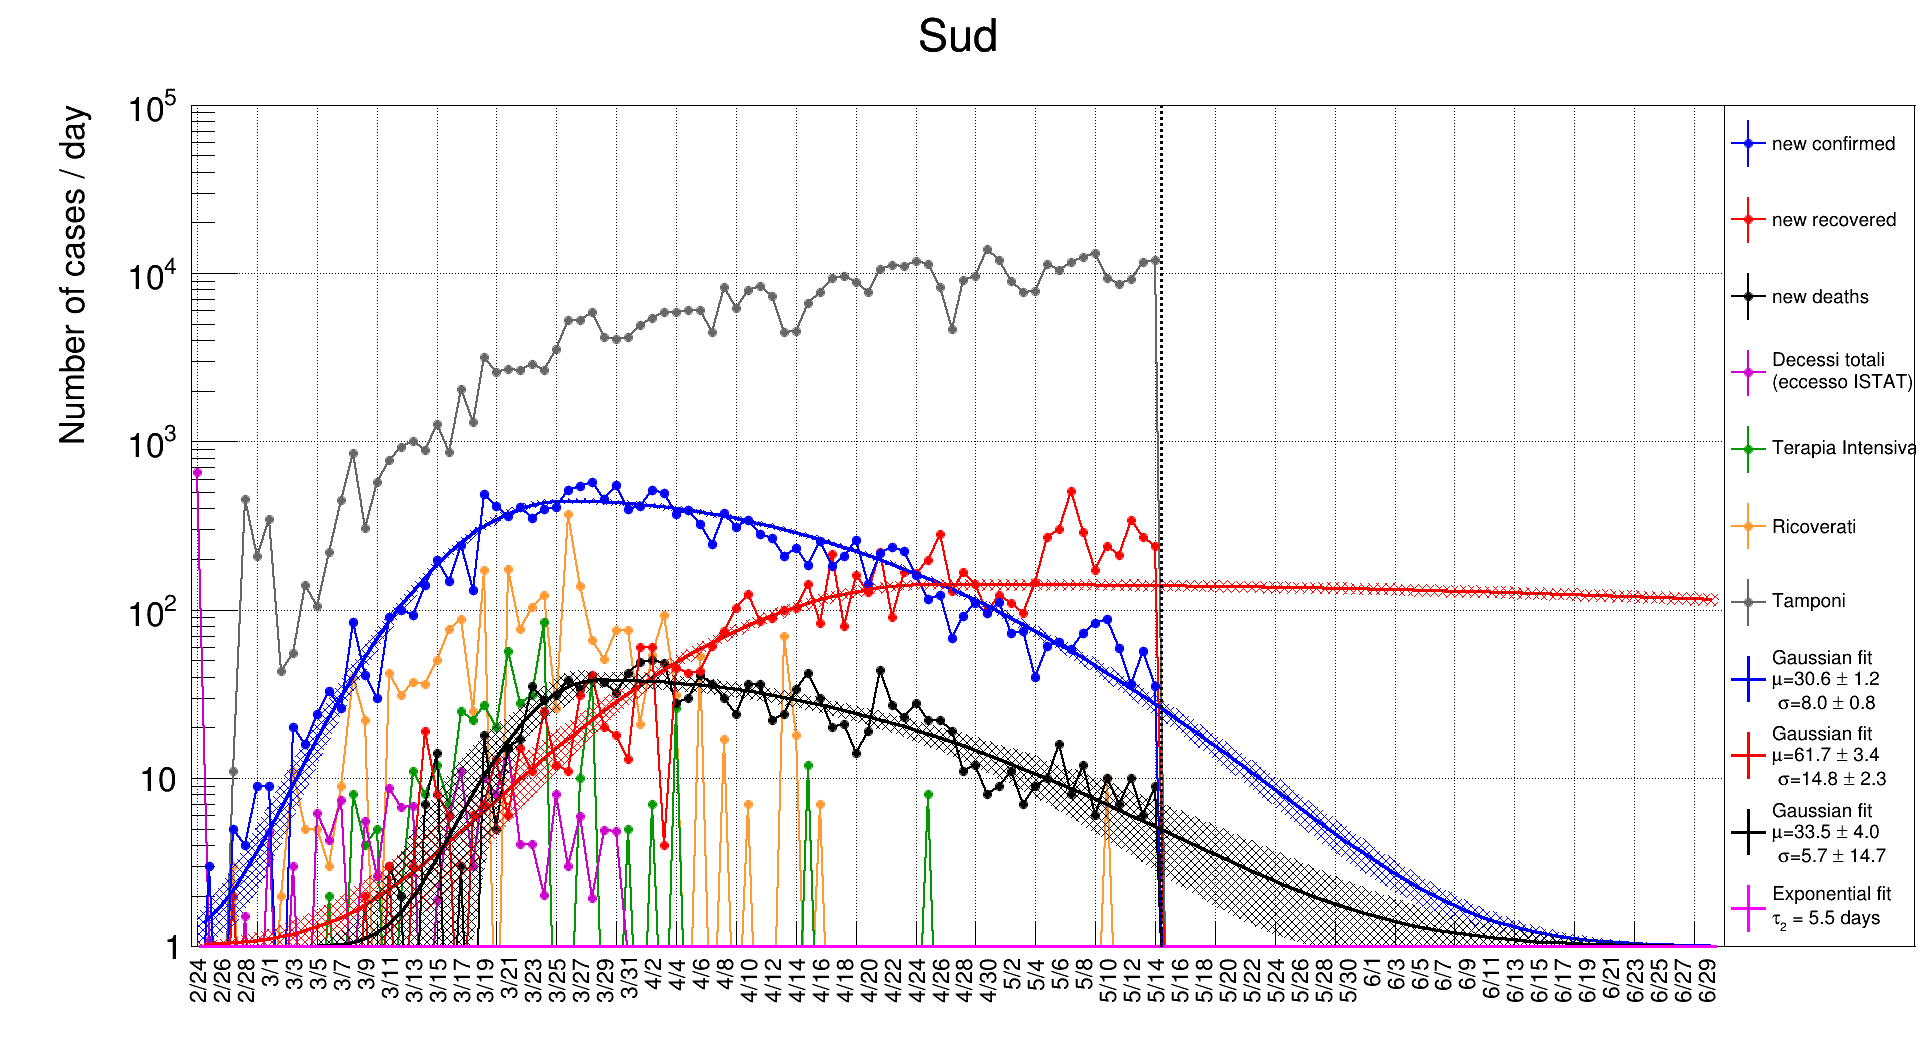 Sud
Number of cases / day
10^5
10^4
10^3
10^2
10
1
2/24 2/26 2/28 3/1 3/3 3/5 3/7 3/9 3/11 3/13 3/15 3/17 3/19 3/21 3/23 3/25 3/27 3/29 3/31 4/2 4/4 4/6 4/8 4/10 4/12 4/14 4/16 4/18 4/20 4/22 4/24 4/26 4/28 4/30 5/2 5/4 5/6 5/8 5/10 5/12 5/14 5/16 5/18 5/20 5/22 5/24 5/26 5/28 5/30 6/1 6/3 6/5 6/7 6/9 6/11 6/13 6/15 6/17 6/19 6/21 6/23 6/25 6/27 6/29
new confirmed
new recovered
new deaths
Decessi totali
(eccesso ISTAT)
Terapia Intensiva
Ricoverati
Tamponi
Gaussian fit
μ=30.6 ± 1.2
σ=8.0 ± 0.8
Gaussian fit
μ=61.7 ± 3.4
σ=14.8 ± 2.3
Gaussian fit
μ=33.5 ± 4.0
σ=5.7 ± 14.7
Exponential fit
τ₂ = 5.5 days